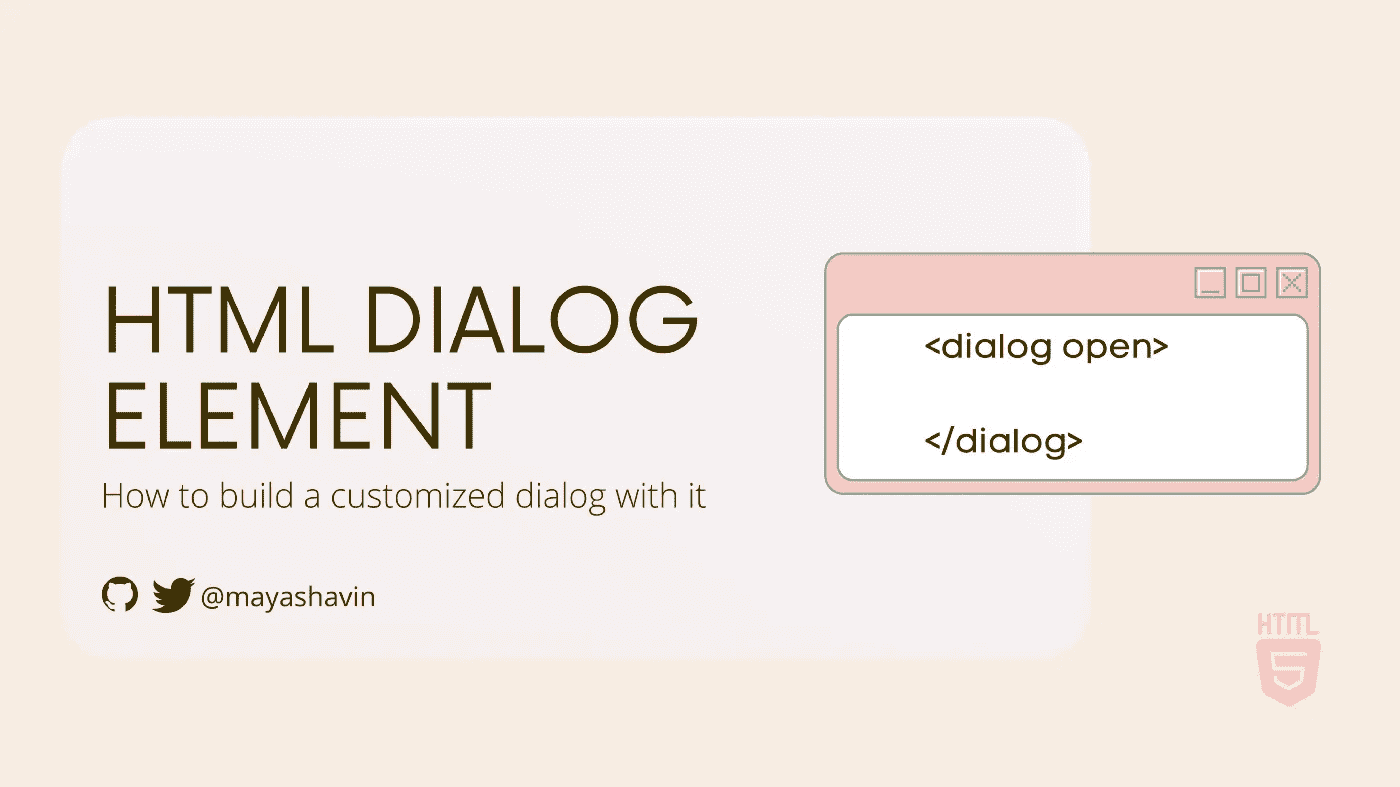 HTML DIALOG
ELEMENT
How to build a customized dialog with it
@mayashavin
<dialog open>
</dialog>
HTML
5